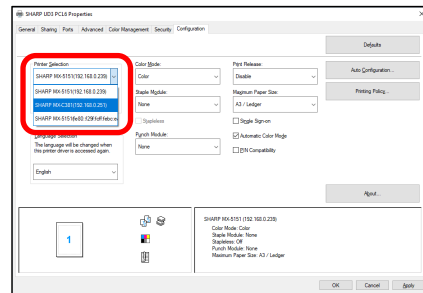 SHARP UD3 PCL6 Properties
General Sharing Ports Advanced Color Management Security Configuration
Defaults
Printer Selection
Color Mode:
Print Release:
SHARP MX-5151(192.168.0.239)
Color
Disable
Auto Configuration...
SHARP MX-5151(192.168.0.239)
Staple Module:
Maximum Paper Size:
Printing Policy...
SHARP MX-C381(192.168.0.251)
None
A3 / Ledger
Stapleless
Single Sign-on
Language Selection
Punch Module:
Automatic Color Mode
The language will be changed when
this printer driver is accessed again.
None
PIN Compatibility
English
About...
1
SHARP MX-5151 (192.168.0.239)
Color Mode: Color
Staple Module: None
Stapleless: Off
Punch Module: None
Maximum Paper Size: A3 / Ledger
OK Cancel Apply